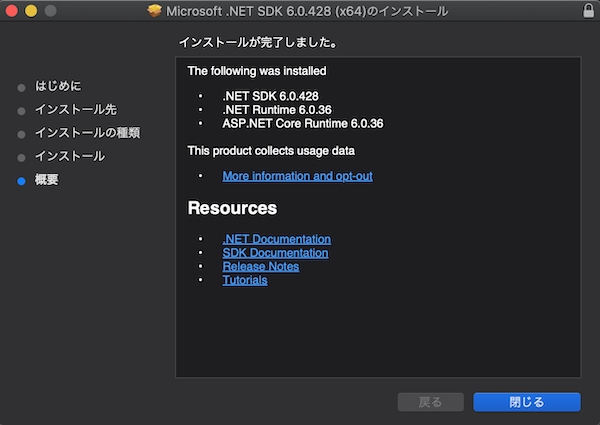 Microsoft .NET SDK 6.0.428 (x64)のインストール
インストールが完了しました。
はじめに
インストール先
インストールの種類
インストール
概要
The following was installed
• .NET SDK 6.0.428
• .NET Runtime 6.0.36
• ASP.NET Core Runtime 6.0.36
This product collects usage data
• More information and opt-out
Resources
• .NET Documentation
• SDK Documentation
• Release Notes
• Tutorials
戻る
閉じる